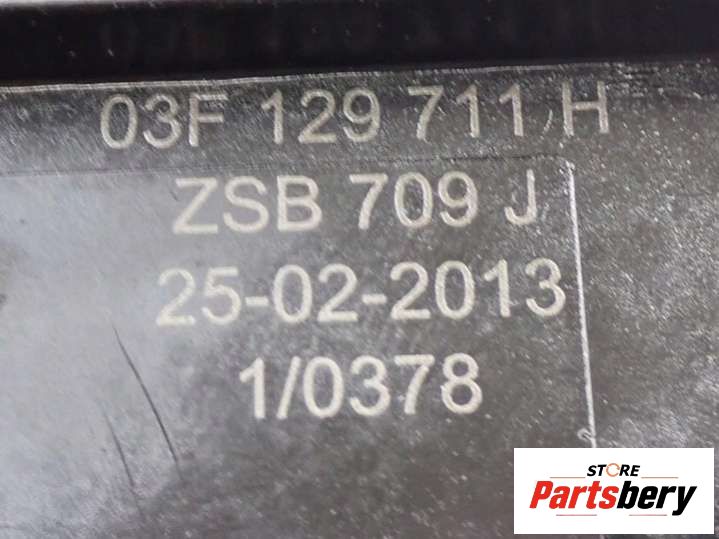 03F 129 711 H
ZSB 709 J
25-02-2013
1/0378
STORE
Partsbery